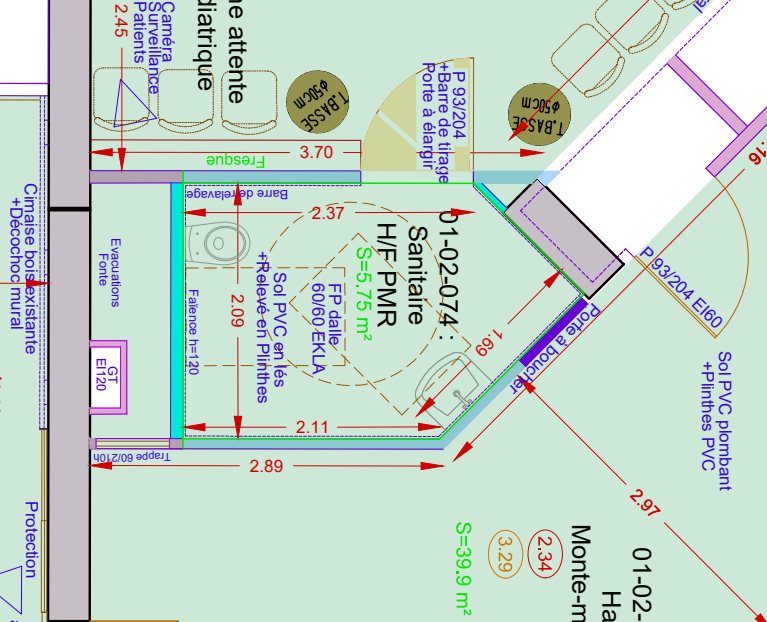 2.45
Caméra
Surveillance
Patients
ne attente
diatrique
T.BASSE
φ50cm
P 93/204
+Barre de tirage
Porte à élargir
T.BASSE
φ50cm
3.70
Fresque
Barre de relavage
2.37
01-02-074 :
Sanitaire
H/F PMR
S=5.75 m²
FP dalle
60/60 EKLA
Sol PVC en lés
+Relevé en Plinthes
2.09
Faïence h=120
1.69
2.11
2.89
Evacuations
Fonte
GT
EI120
Trappe 60/210h
Cimaise bois existante
+Décochoc mural
Protection
P 93/204 EI60
Porte à boucher
Sol PVC plombant
+Plinthes PVC
.16
2.97
2.34
3.29
S=39.9 m²
01-02-
Ha
Monte-m